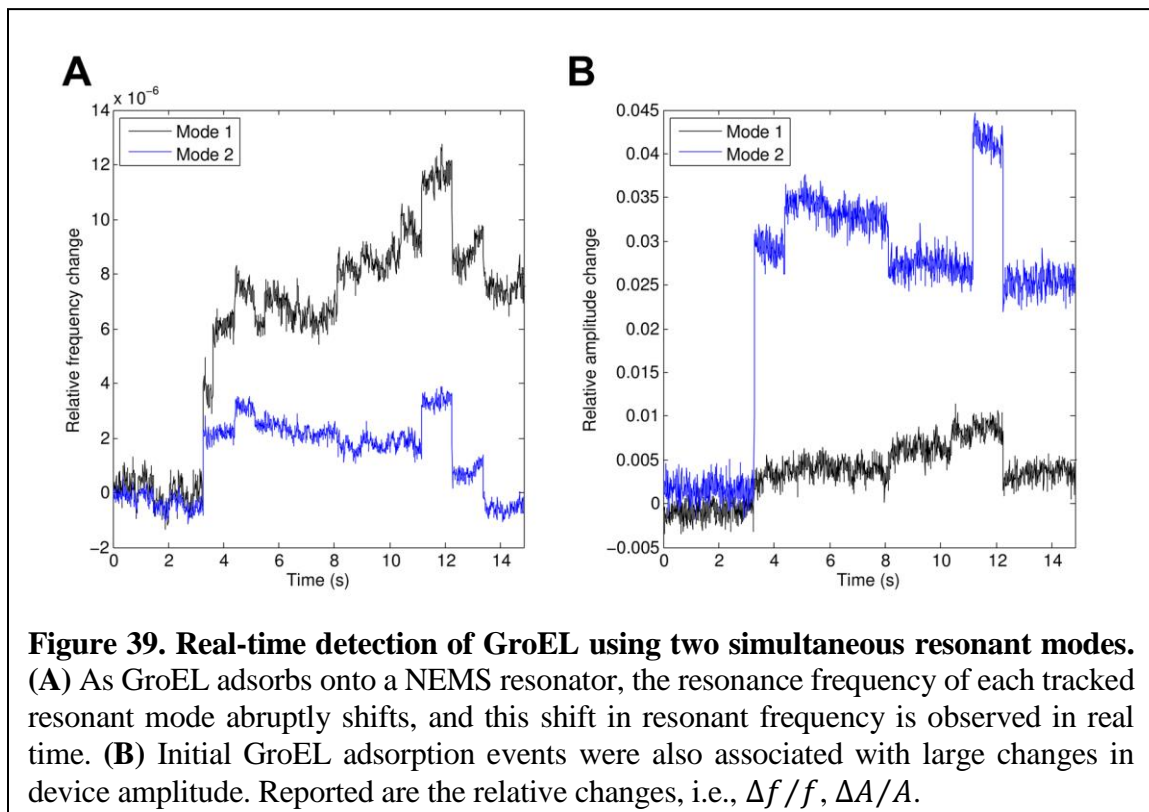 A
× 10⁻⁶
14
12
10
8
6
4
2
0
−2
Relative frequency change
Mode 1
Mode 2
0 2 4 6 8 10 12 14
Time (s)
B
0.045
0.04
0.035
0.03
0.025
0.02
0.015
0.01
0.005
0
−0.005
Relative amplitude change
Mode 1
Mode 2
0 2 4 6 8 10 12 14
Time (s)
Figure 39. Real-time detection of GroEL using two simultaneous resonant modes.
(A) As GroEL adsorbs onto a NEMS resonator, the resonance frequency of each tracked
resonant mode abruptly shifts, and this shift in resonant frequency is observed in real
time. (B) Initial GroEL adsorption events were also associated with large changes in
device amplitude. Reported are the relative changes, i.e., Δf/f, ΔA/A.